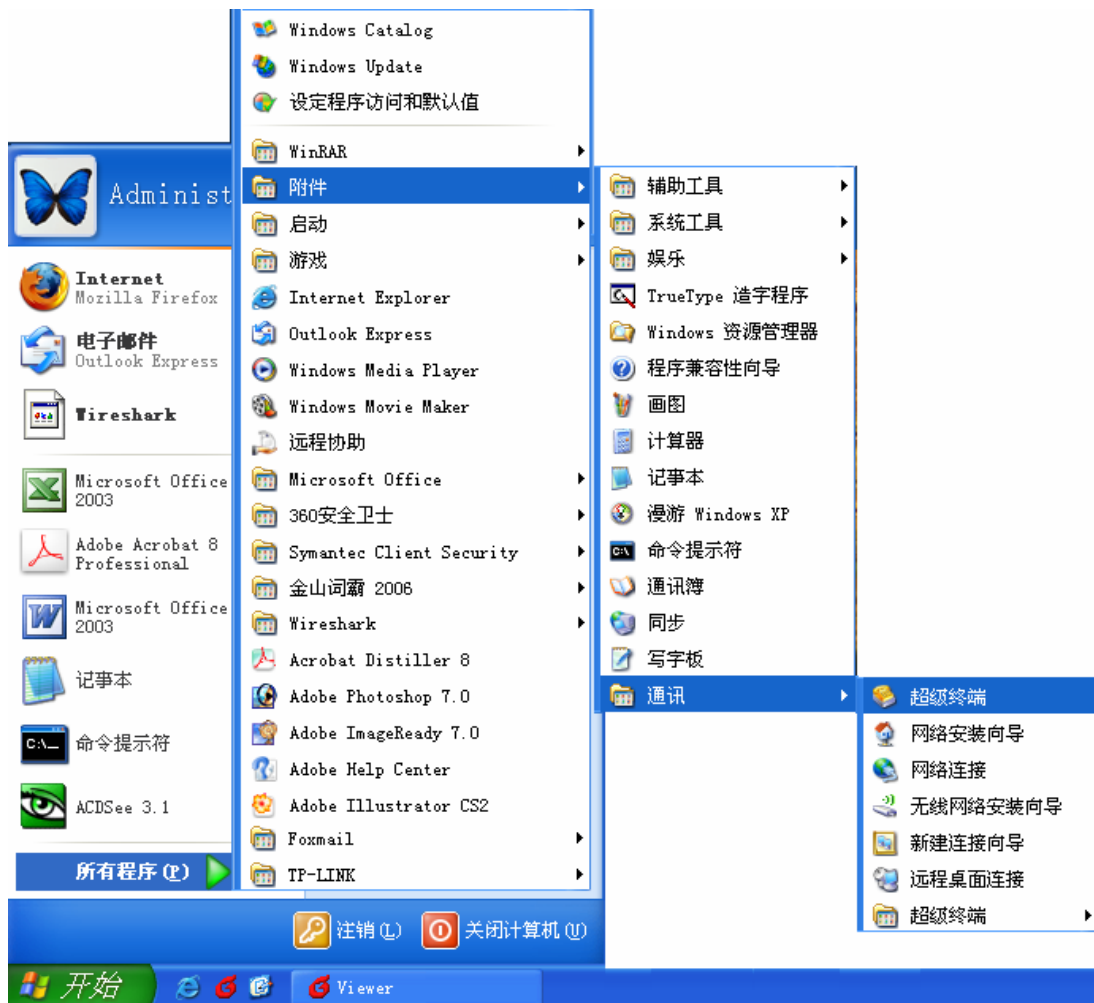 Administ
Internet
Mozilla Firefox
电子邮件
Outlook Express
Wireshark
Microsoft Office
2003
Adobe Acrobat 8
Professional
Microsoft Office
2003
记事本
命令提示符
ACDSee 3.1
所有程序(P)
Windows Catalog
Windows Update
设定程序访问和默认值
WinRAR
附件
启动
游戏
Internet Explorer
Outlook Express
Windows Media Player
Windows Movie Maker
远程协助
Microsoft Office
360安全卫士
Symantec Client Security
金山词霸 2006
Wireshark
Acrobat Distiller 8
Adobe Photoshop 7.0
Adobe ImageReady 7.0
Adobe Help Center
Adobe Illustrator CS2
Foxmail
TP-LINK
辅助工具
系统工具
娱乐
TrueType 造字程序
Windows 资源管理器
程序兼容性向导
画图
计算器
记事本
漫游 Windows XP
命令提示符
通讯簿
同步
写字板
通讯
超级终端
网络安装向导
网络连接
无线网络安装向导
新建连接向导
远程桌面连接
超级终端
注销(L)
关闭计算机(U)
开始
Viewer